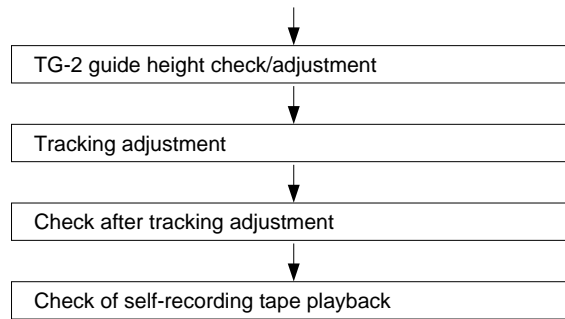 TG-2 guide height check/adjustment
Tracking adjustment
Check after tracking adjustment
Check of self-recording tape playback